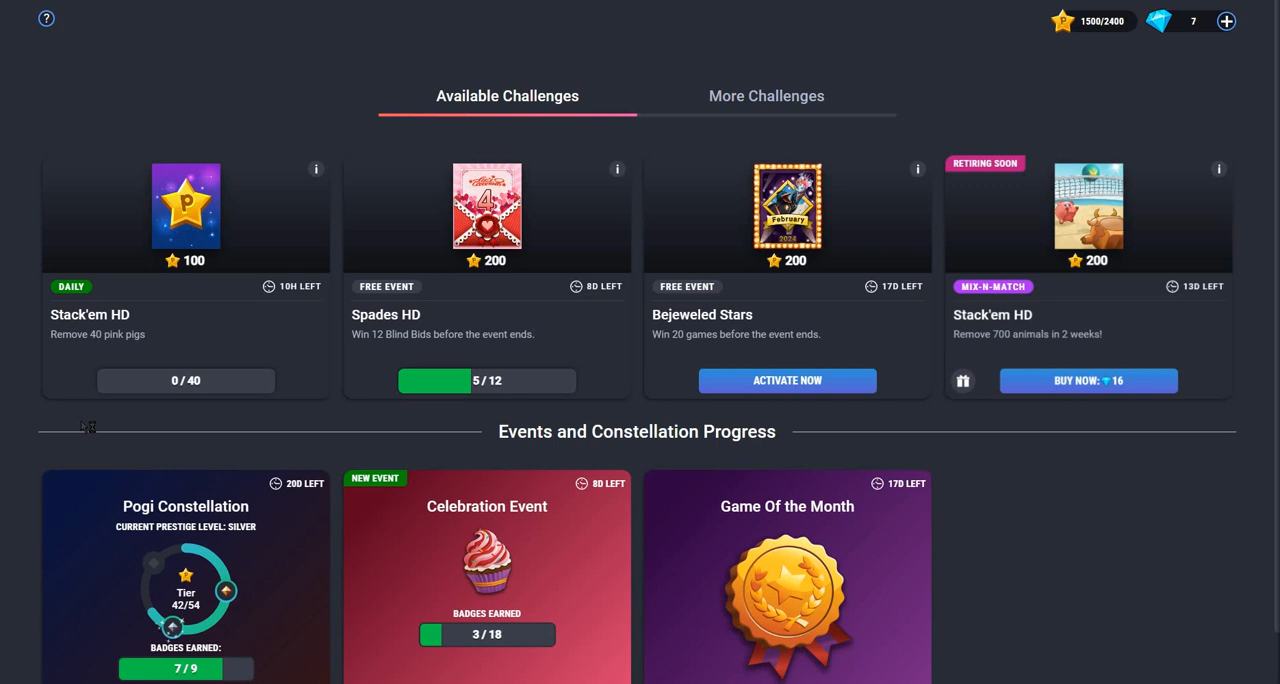 ?
P
1500/2400
7
Available Challenges
More Challenges
P
100
i
DAILY
10H LEFT
Stack'em HD
Remove 40 pink pigs
0 / 40
4
200
i
FREE EVENT
8D LEFT
Spades HD
Win 12 Blind Bids before the event ends.
5 / 12
February
2024
200
i
FREE EVENT
17D LEFT
Bejeweled Stars
Win 20 games before the event ends.
ACTIVATE NOW
RETIRING SOON
200
i
MIX-N-MATCH
13D LEFT
Stack'em HD
Remove 700 animals in 2 weeks!
BUY NOW: 16
Events and Constellation Progress
20D LEFT
Pogi Constellation
CURRENT PRESTIGE LEVEL: SILVER
Tier
42/54
BADGES EARNED:
7 / 9
NEW EVENT
8D LEFT
Celebration Event
BADGES EARNED
3 / 18
17D LEFT
Game Of the Month